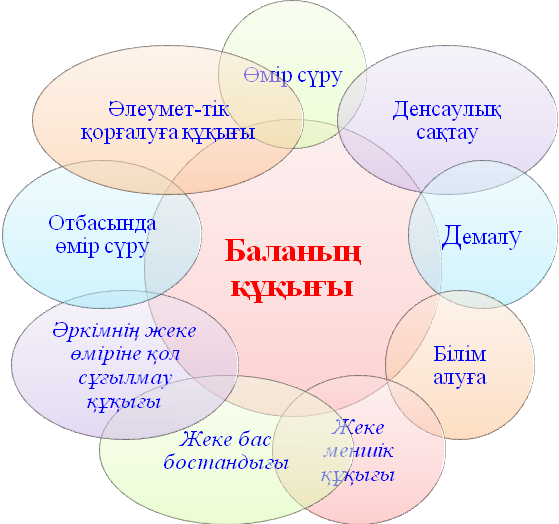 Өмір сүру
Денсаулық
сақтау
Демалу
Білім
алуға
Жеке
меншік
құқығы
Жеке бас
бостандығы
Әркімнің жеке
өміріне қол
сұғылмау
құқығы
Отбасында
өмір сүру
Әлеумет-тік
қорғалуға құқығы
Баланың
құқығы